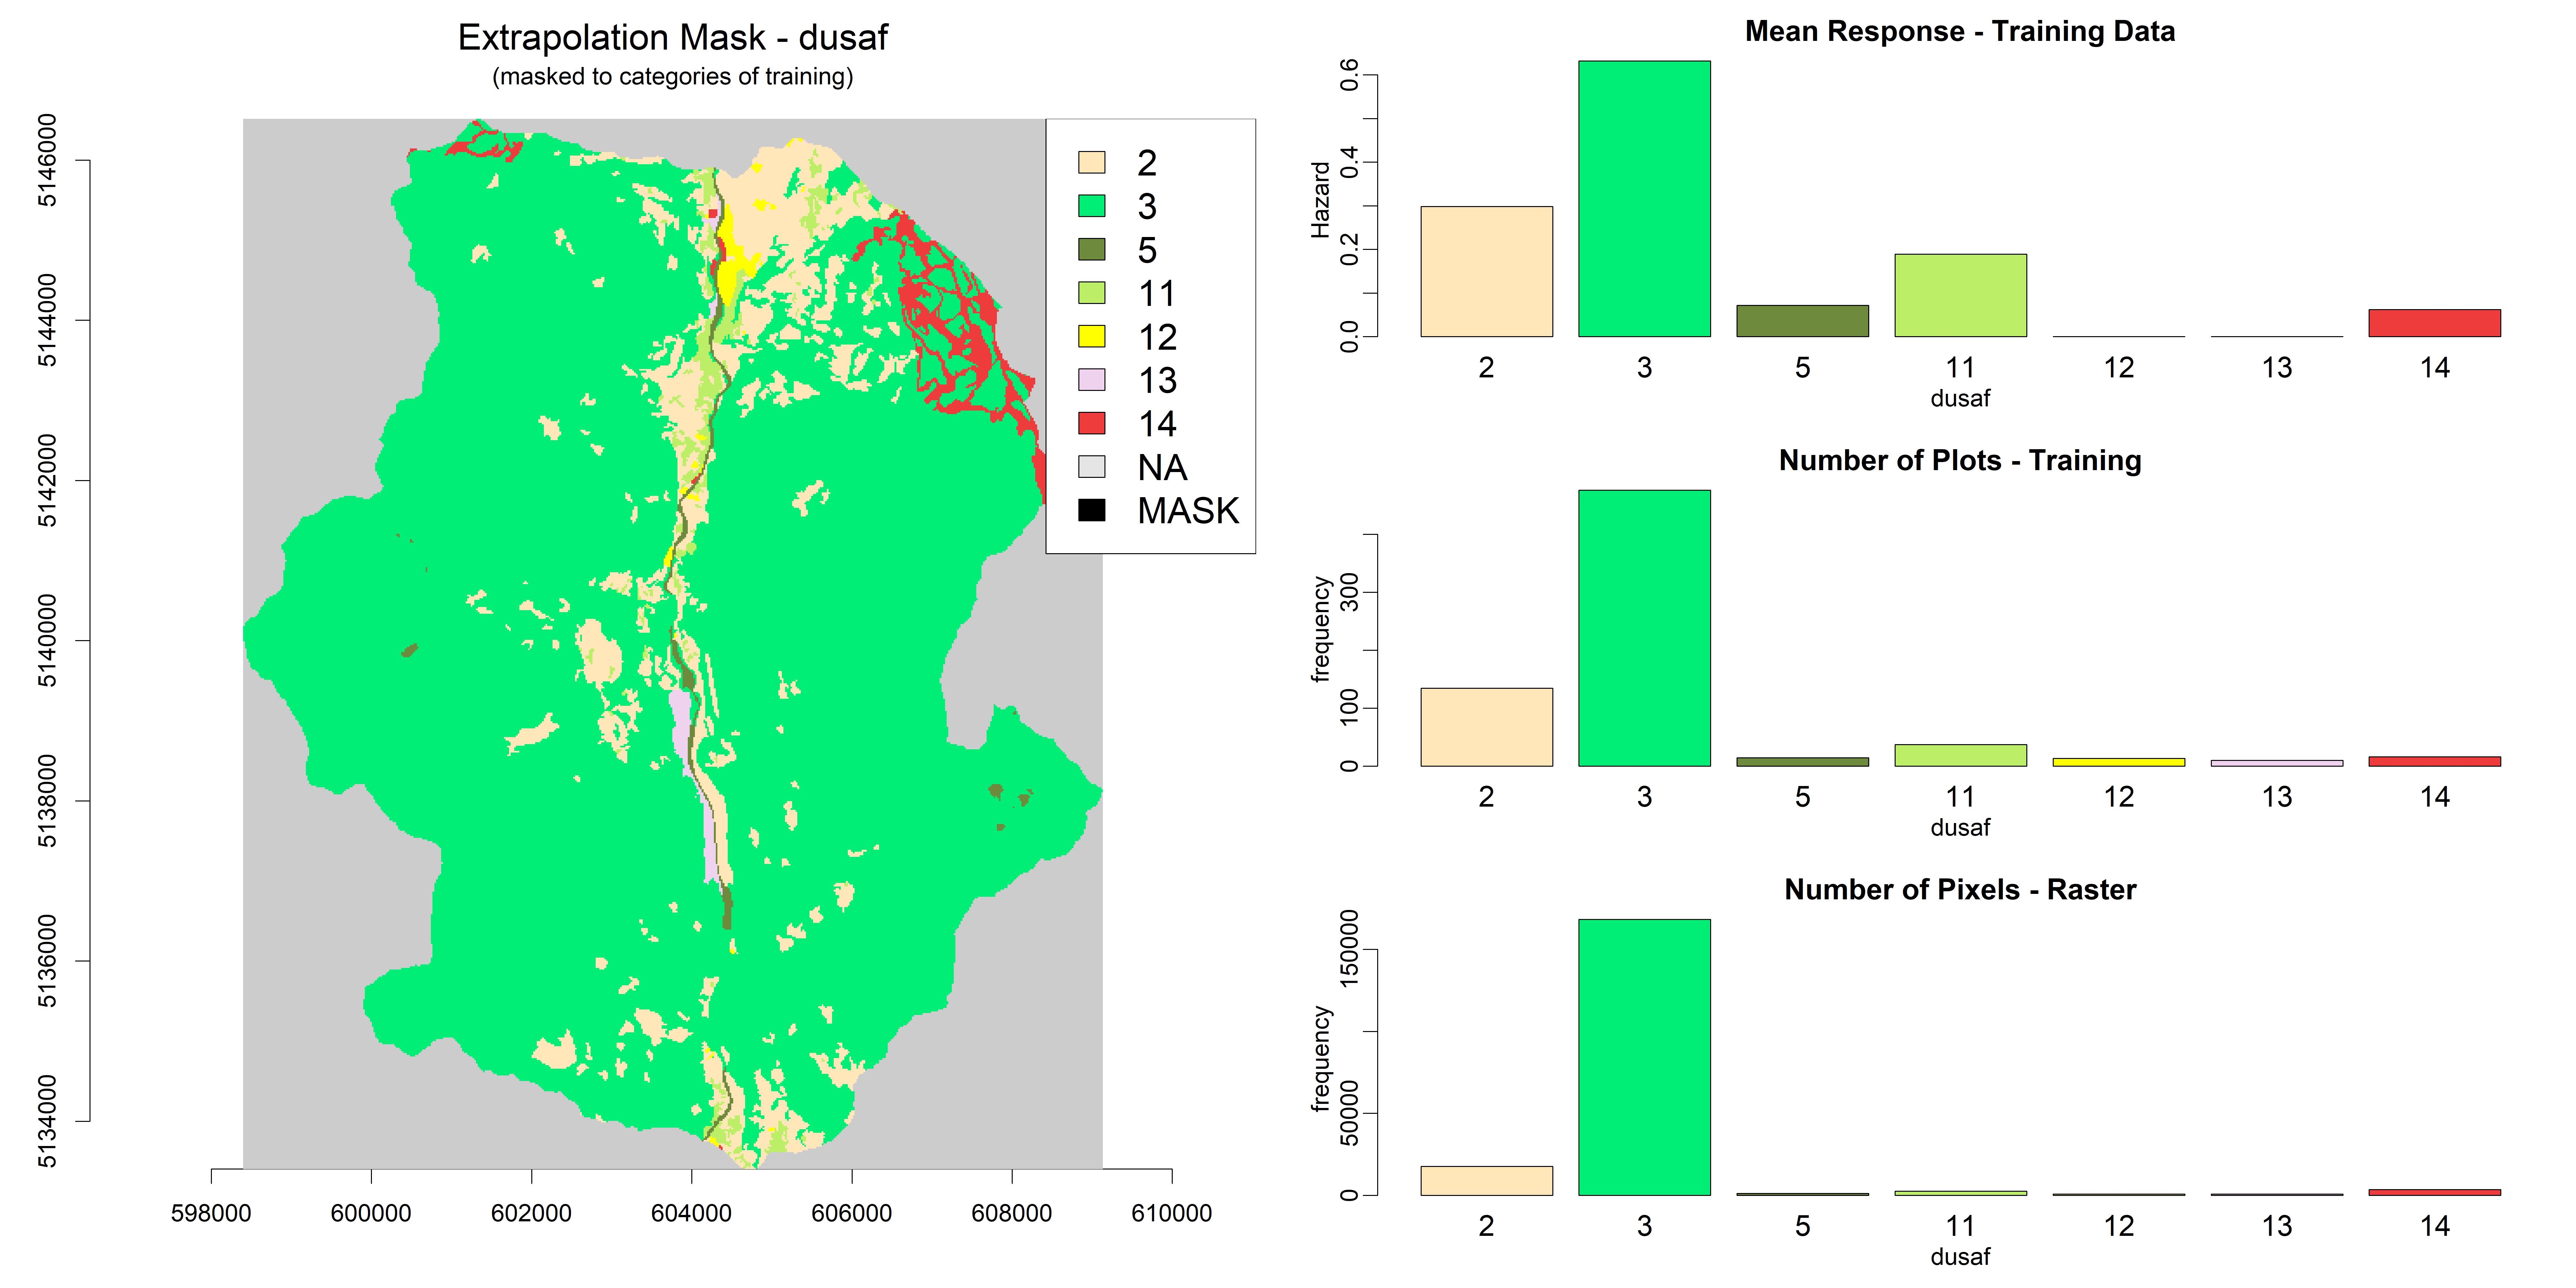 Extrapolation Mask - dusaf
(masked to categories of training)
5146000
5144000
5142000
5140000
5138000
5136000
5134000
598000 600000 602000 604000 606000 608000 610000
2
3
5
11
12
13
14
NA
MASK
Mean Response - Training Data
Hazard
0.6
0.4
0.2
0.0
2 3 5 11 12 13 14
dusaf
Number of Plots - Training
frequency
300
100
0
2 3 5 11 12 13 14
dusaf
Number of Pixels - Raster
frequency
150000
50000
0
2 3 5 11 12 13 14
dusaf